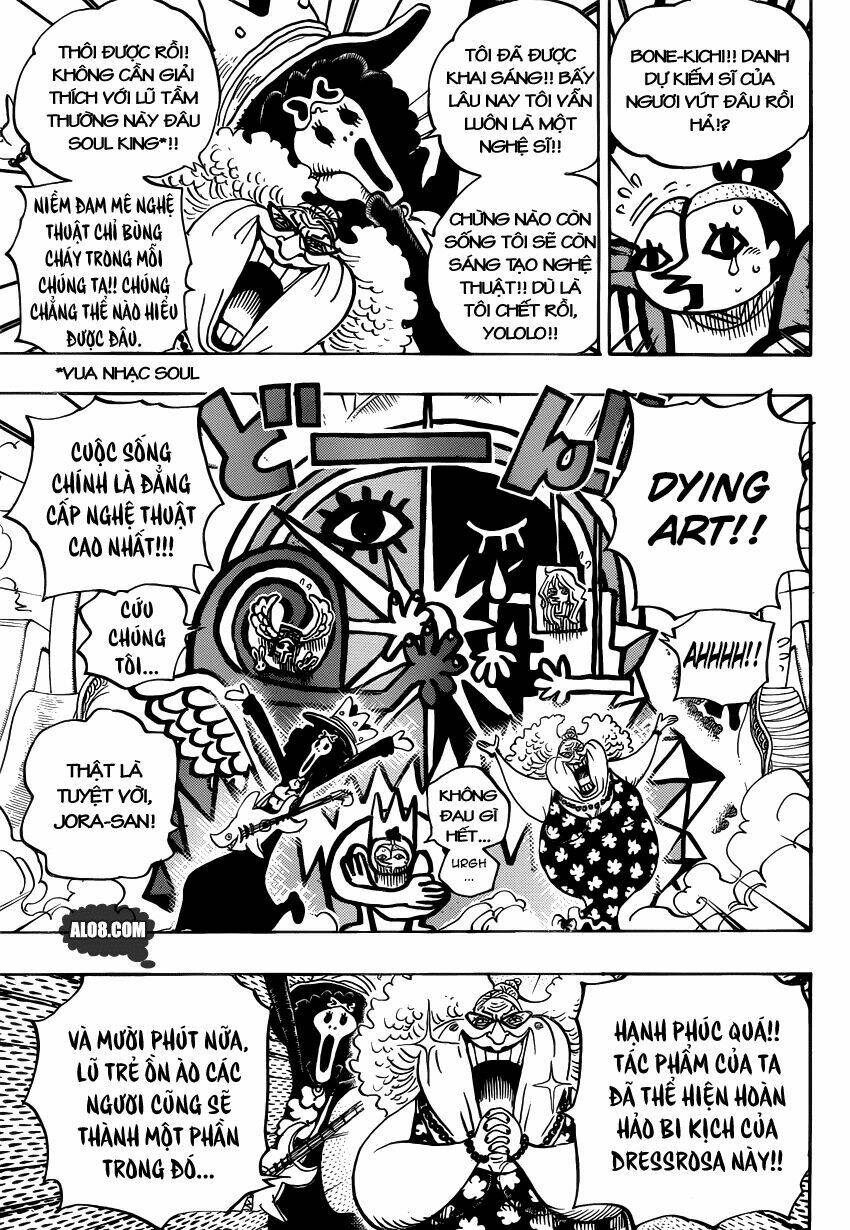 BONE-KICHI!! DANH
DỰ KIẾM SĨ CỦA
NGƯƠI VỨT ĐÂU RỒI
HẢ!?
TÔI ĐÃ ĐƯỢC
KHAI SÁNG!! BẤY
LÂU NAY TÔI VẪN
LUÔN LÀ MỘT
NGHỆ SĨ!!
CHỪNG NÀO CÒN
SỐNG TÔI SẼ CÒN
SÁNG TẠO NGHỆ
THUẬT!! DÙ LÀ
TÔI CHẾT RỒI,
YOLOLO!!
THÔI ĐƯỢC RỒI!
KHÔNG CẦN GIẢI
THÍCH VỚI LŨ TẦM
THƯỜNG NÀY ĐÂU
SOUL KING*!!
NIỀM ĐAM MÊ NGHỆ
THUẬT CHỈ BÙNG
CHÁY TRONG MỖI
CHÚNG TA!! CHÚNG
CHẲNG THỂ NÀO HIỂU
ĐƯỢC ĐÂU.
*VUA NHẠC SOUL
どーん!
DYING
ART!!
AHHHH!!
CUỘC SỐNG
CHÍNH LÀ ĐẲNG
CẤP NGHỆ THUẬT
CAO NHẤT!!!
CỨU
CHÚNG
TÔI...
KHÔNG
ĐAU GÌ
HẾT...
URGH
...
THẬT LÀ
TUYỆT VỜI,
JORA-SAN!
ALO8.COM
HẠNH PHÚC QUÁ!!
TÁC PHẨM CỦA TA
ĐÃ THỂ HIỆN HOÀN
HẢO BI KỊCH CỦA
DRESSROSA NÀY!!
VÀ MƯỜI PHÚT NỮA,
LŨ TRẺ ỒN ÀO CÁC
NGƯƠI CŨNG SẼ
THÀNH MỘT PHẦN
TRONG ĐÓ...